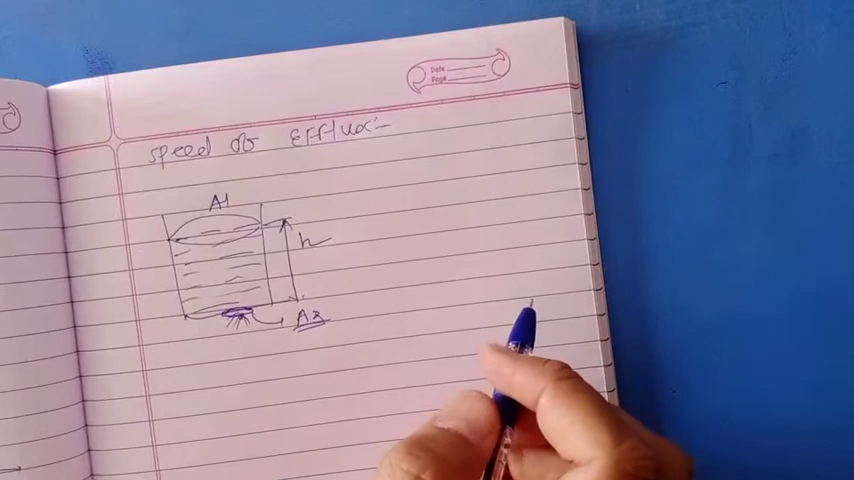 Date
Page
Speed of Efflux:-
A1
h
A2